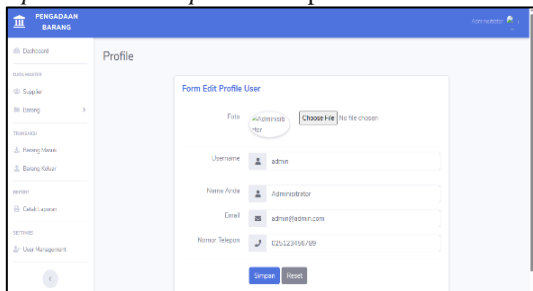 PENGADAAN
BARANG
Administrator
Dashboard
Profile
DATA MASTER
Supplier
Barang
TRANSAKSI
Barang Masuk
Barang Keluar
REPORT
Cetak Laporan
SETTINGS
User Management
Form Edit Profile User
Foto
Administrator
Choose File No file chosen
Username
admin
Nama Anda
Administrator
Email
admin@admin.com
Nomor Telepon
025123456789
Simpan
Reset